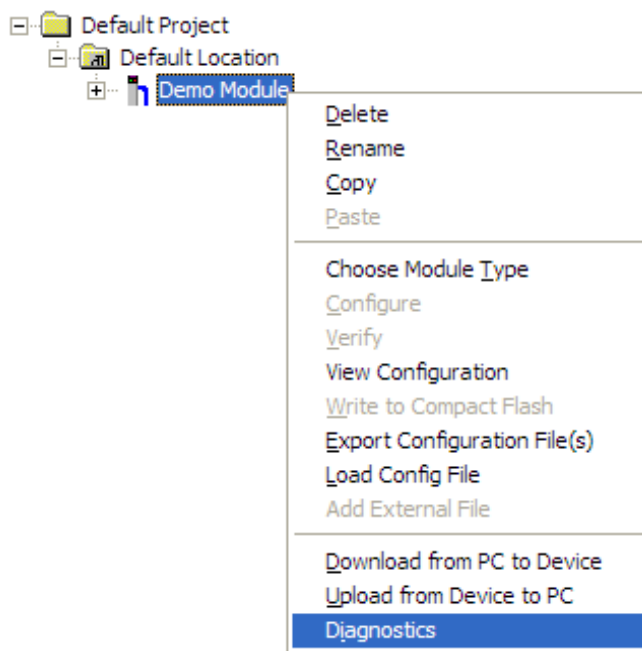 Default Project
Default Location
Demo Module
Delete
Rename
Copy
Paste
Choose Module Type
Configure
Verify
View Configuration
Write to Compact Flash
Export Configuration File(s)
Load Config File
Add External File
Download from PC to Device
Upload from Device to PC
Diagnostics